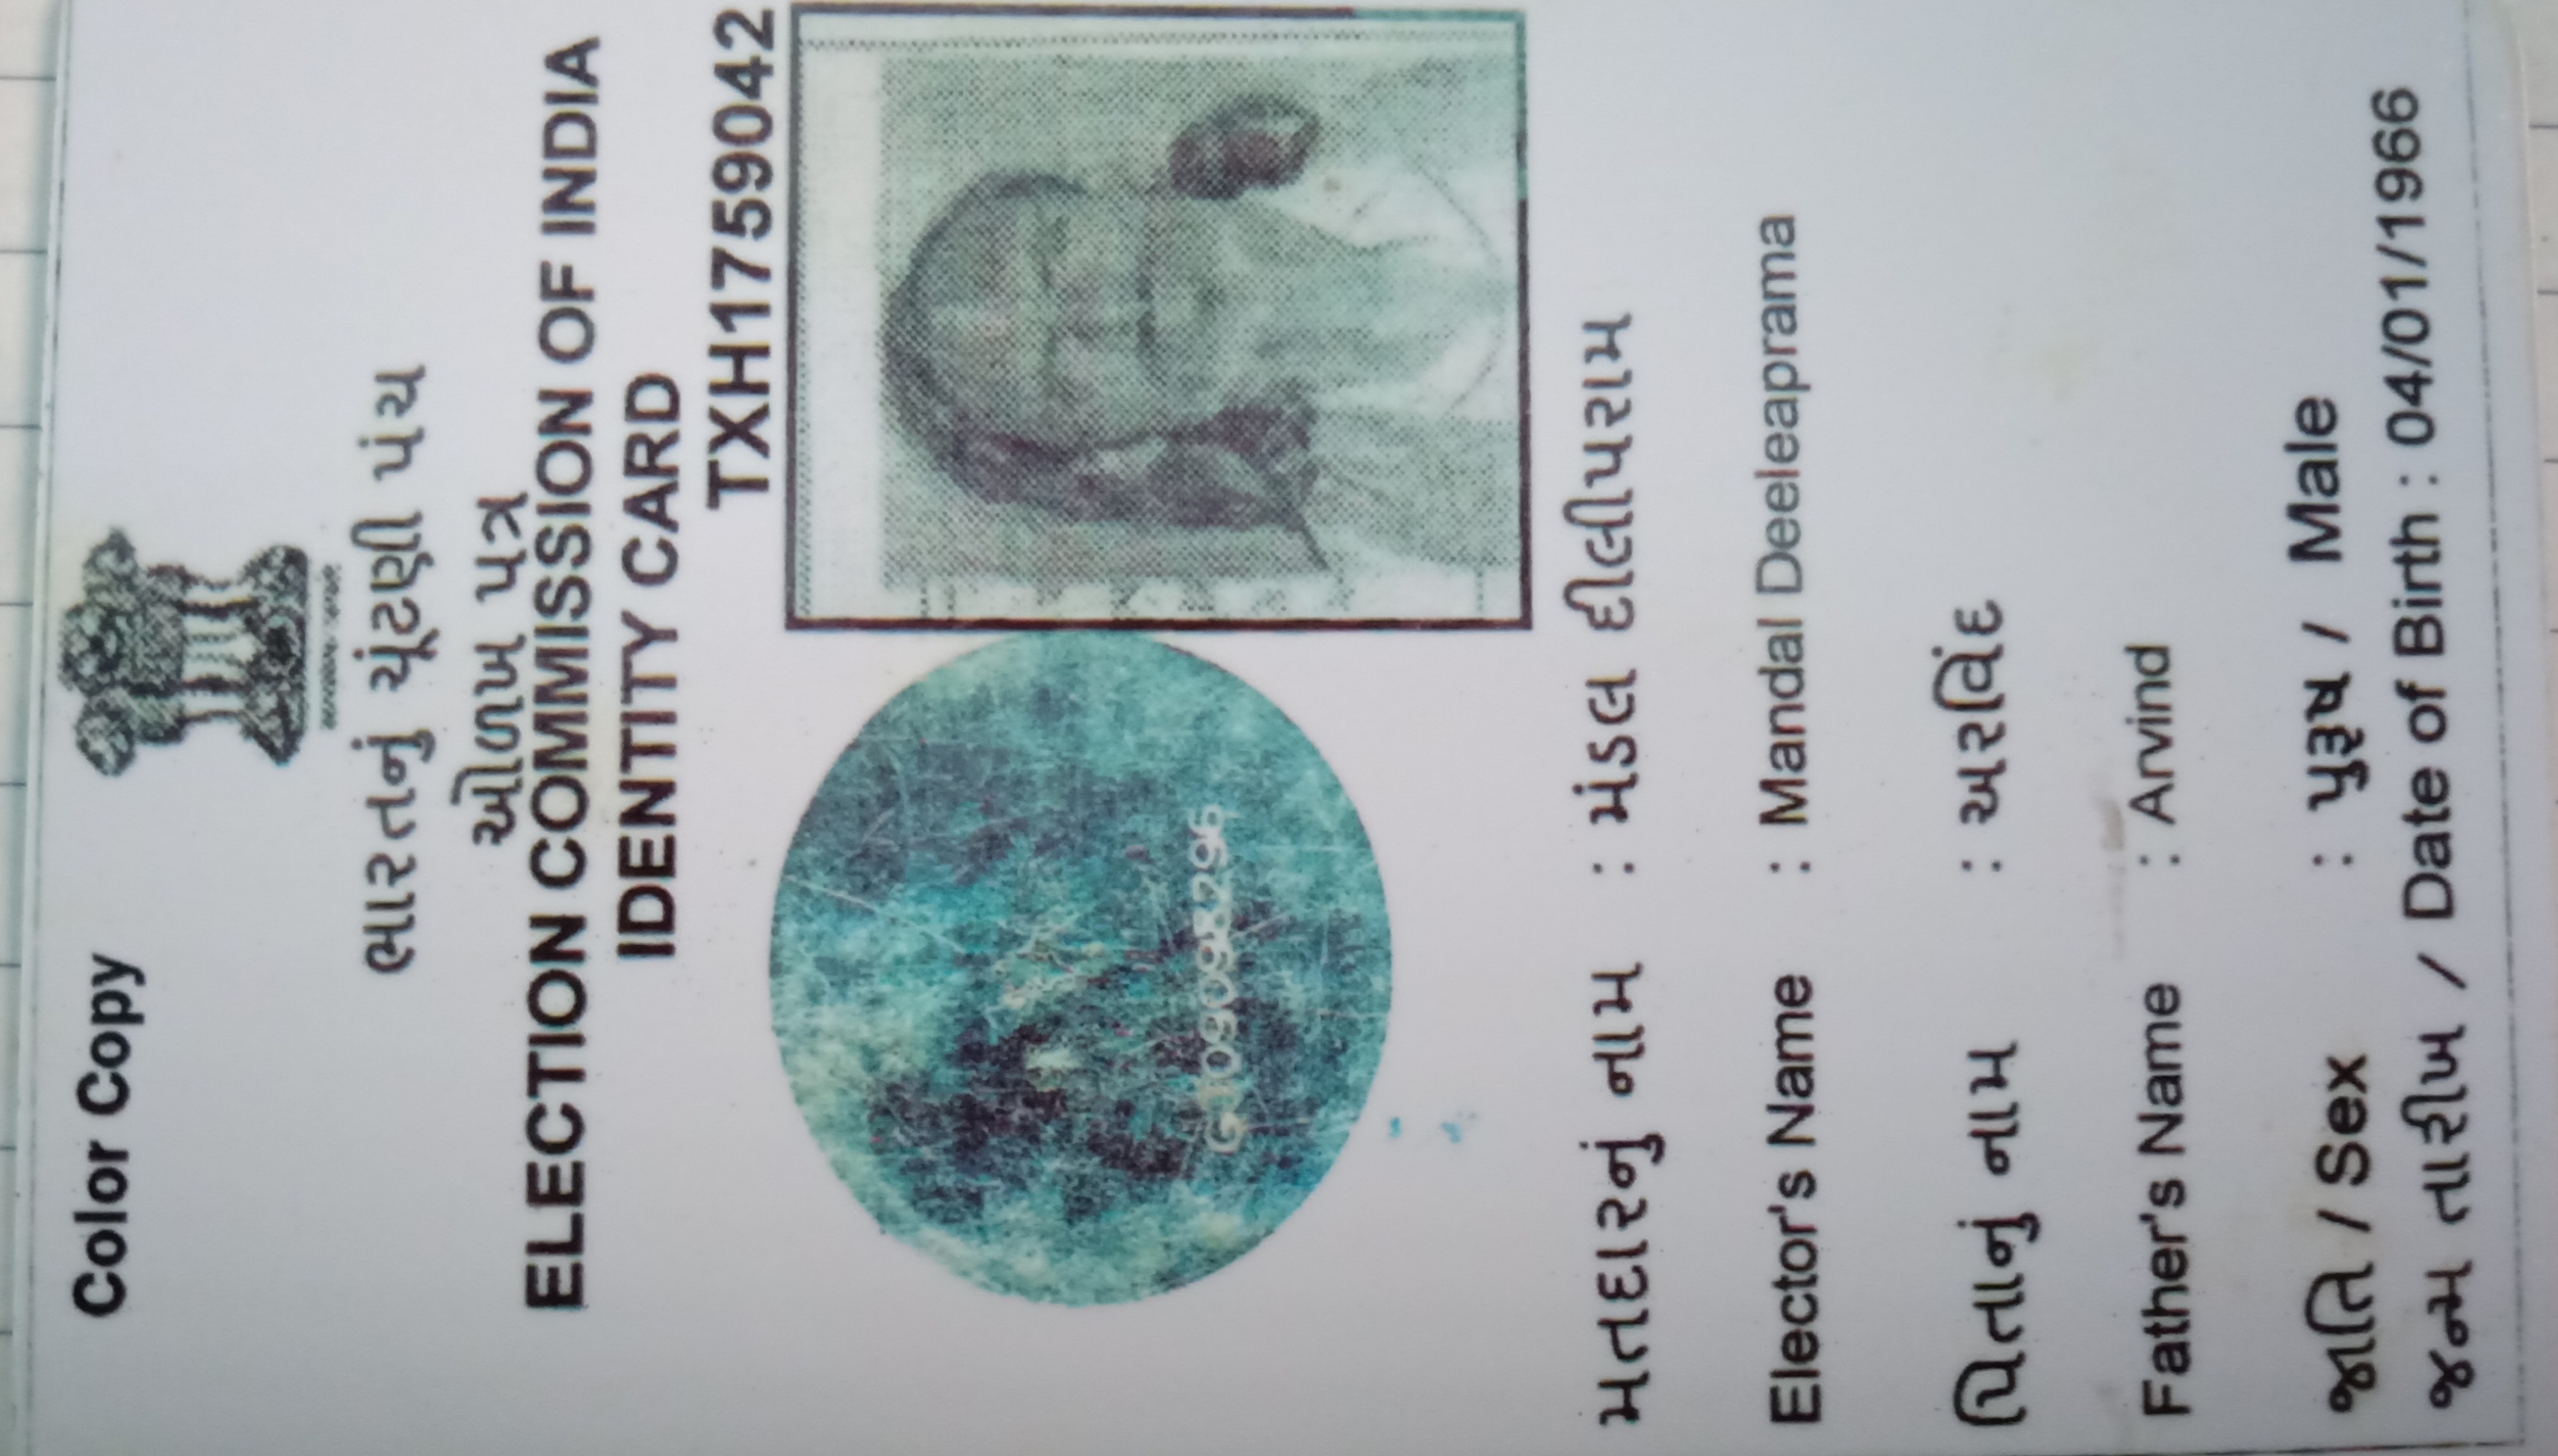 Color Copy
ભારતનું ચૂંટણી પંચ
ઓળખ પત્ર
ELECTION COMMISSION OF INDIA
IDENTITY CARD
TXH1759042
મતદારનું નામ : મંડલ દીલીપરામ
Elector's Name : Mandal Deeleaprama
પિતાનું નામ : અરવિંદ
Father's Name : Arvind
જાતિ / Sex : પુરૂષ / Male
જન્મ તારીખ / Date of Birth : 04/01/1966